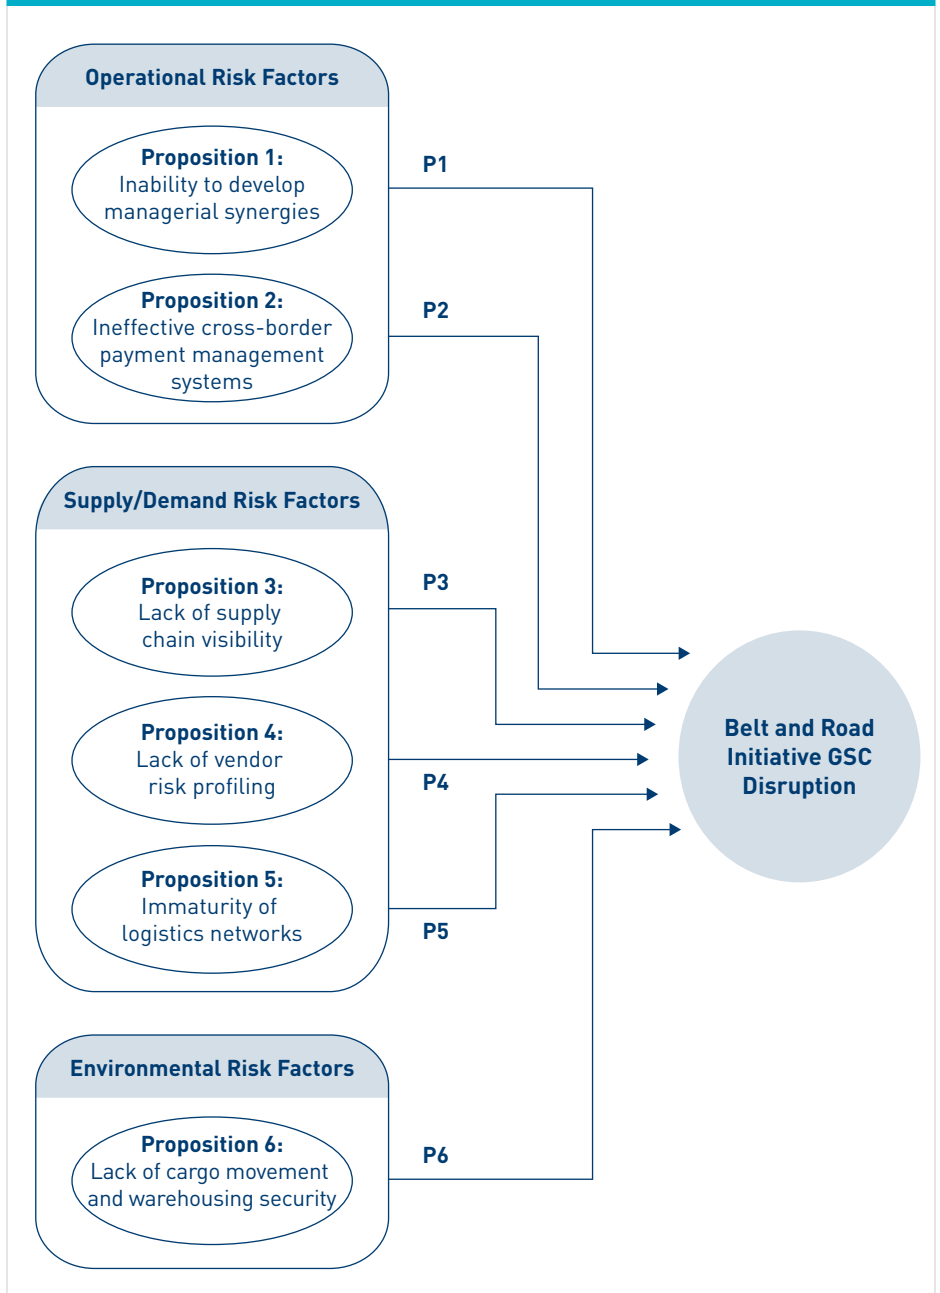 Operational Risk Factors
Proposition 1:
Inability to develop
managerial synergies
P1
Proposition 2:
Ineffective cross-border
payment management
systems
P2
Supply/Demand Risk Factors
Proposition 3:
Lack of supply
chain visibility
P3
Proposition 4:
Lack of vendor
risk profiling
P4
Proposition 5:
Immaturity of
logistics networks
P5
Environmental Risk Factors
Proposition 6:
Lack of cargo movement
and warehousing security
P6
Belt and Road
Initiative GSC
Disruption